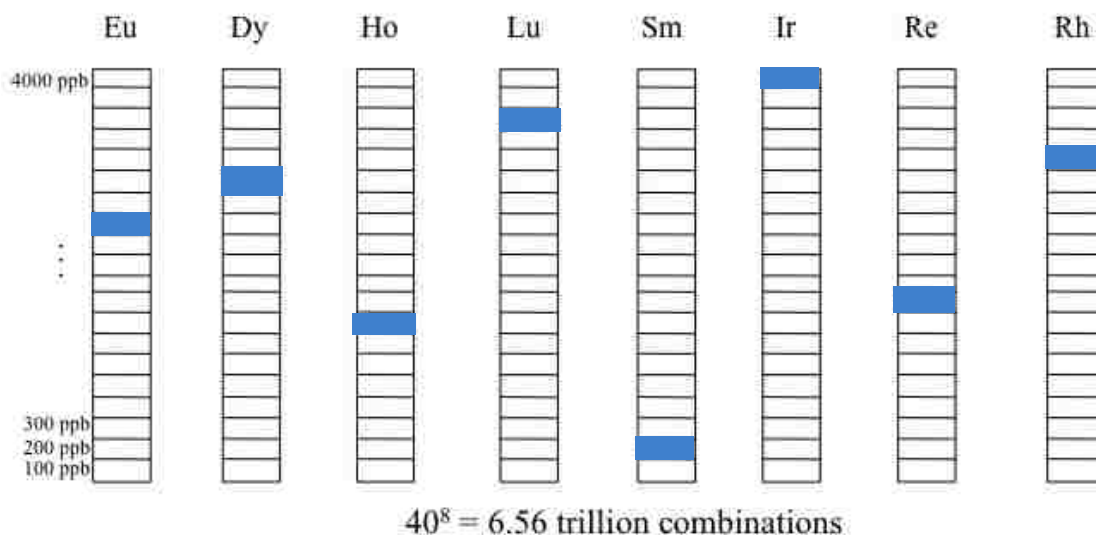 Eu Dy Ho Lu Sm Ir Re Rh
4000 ppb
300 ppb
200 ppb
100 ppb
40⁸ = 6.56 trillion combinations